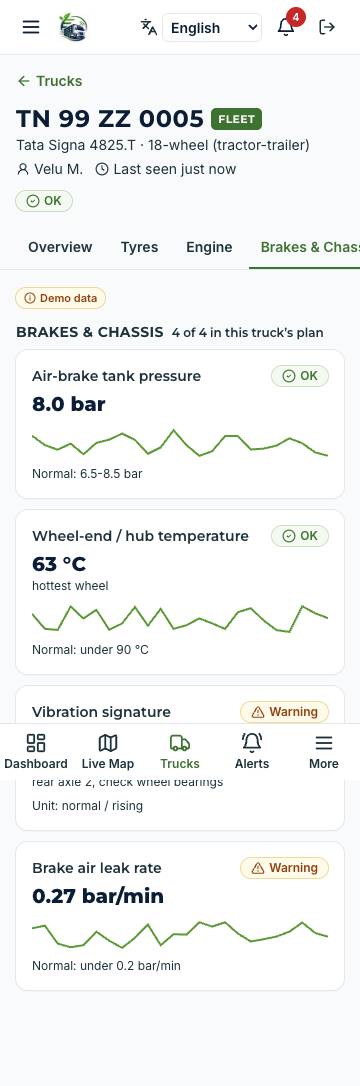 English
4
Trucks
TN 99 ZZ 0005 FLEET
Tata Signa 4825.T · 18-wheel (tractor-trailer)
Velu M. Last seen just now
OK
Overview Tyres Engine Brakes & Chass
Demo data
BRAKES & CHASSIS 4 of 4 in this truck's plan
Air-brake tank pressure OK
8.0 bar
Normal: 6.5-8.5 bar
Wheel-end / hub temperature OK
63 °C
hottest wheel
Normal: under 90 °C
Vibration signature Warning
Dashboard Live Map Trucks Alerts More
rear axle 2, check wheel bearings
Unit: normal / rising
Brake air leak rate Warning
0.27 bar/min
Normal: under 0.2 bar/min